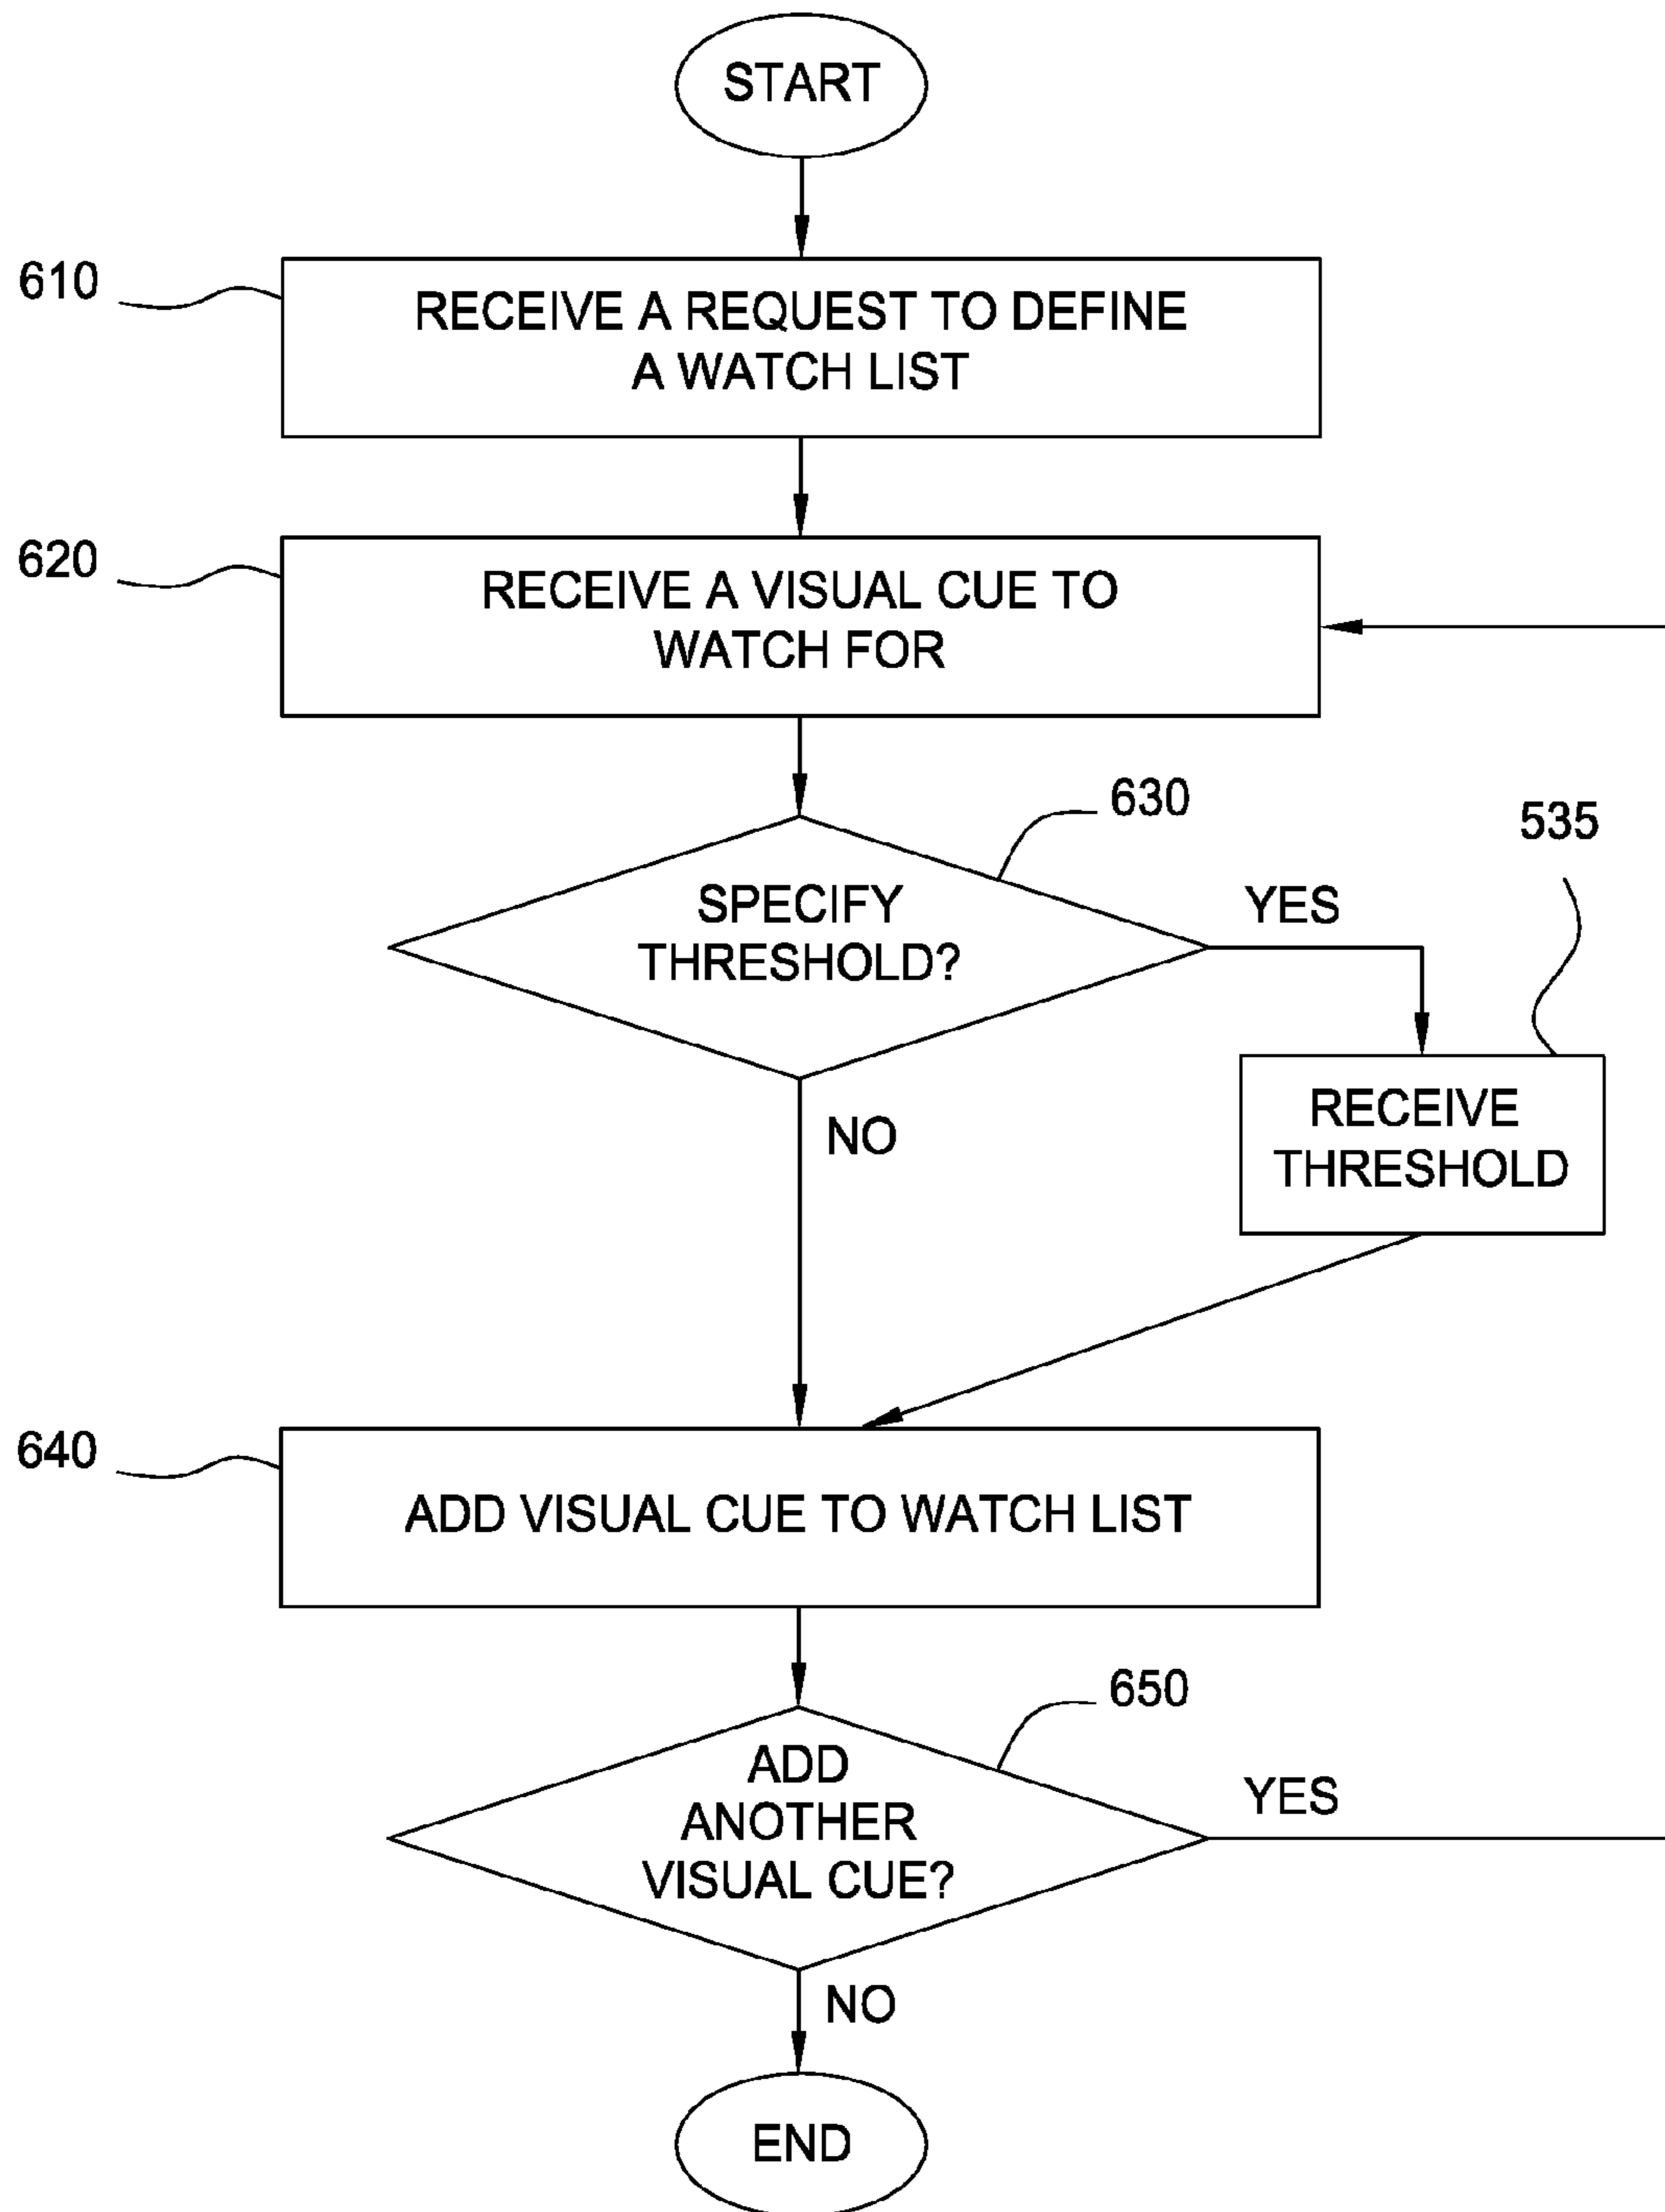 START
610
RECEIVE A REQUEST TO DEFINE
A WATCH LIST
620
RECEIVE A VISUAL CUE TO
WATCH FOR
630
535
SPECIFY
THRESHOLD?
YES
RECEIVE
THRESHOLD
NO
640
ADD VISUAL CUE TO WATCH LIST
650
ADD
ANOTHER
VISUAL CUE?
YES
NO
END